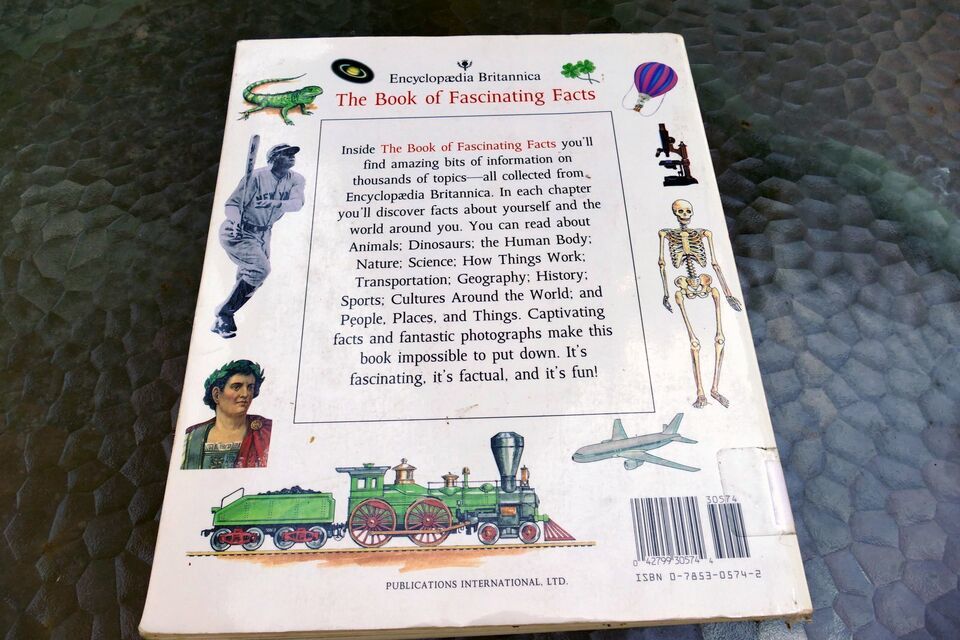 Encyclopædia Britannica
The Book of Fascinating Facts
Inside The Book of Fascinating Facts you'll
find amazing bits of information on
thousands of topics—all collected from
Encyclopædia Britannica. In each chapter
you'll discover facts about yourself and the
world around you. You can read about
Animals; Dinosaurs; the Human Body;
Nature; Science; How Things Work;
Transportation; Geography; History;
Sports; Cultures Around the World; and
People, Places, and Things. Captivating
facts and fantastic photographs make this
book impossible to put down. It's
fascinating, it's factual, and it's fun!
30574
0 42799 30574 4
ISBN 0-7853-0574-2
PUBLICATIONS INTERNATIONAL, LTD.